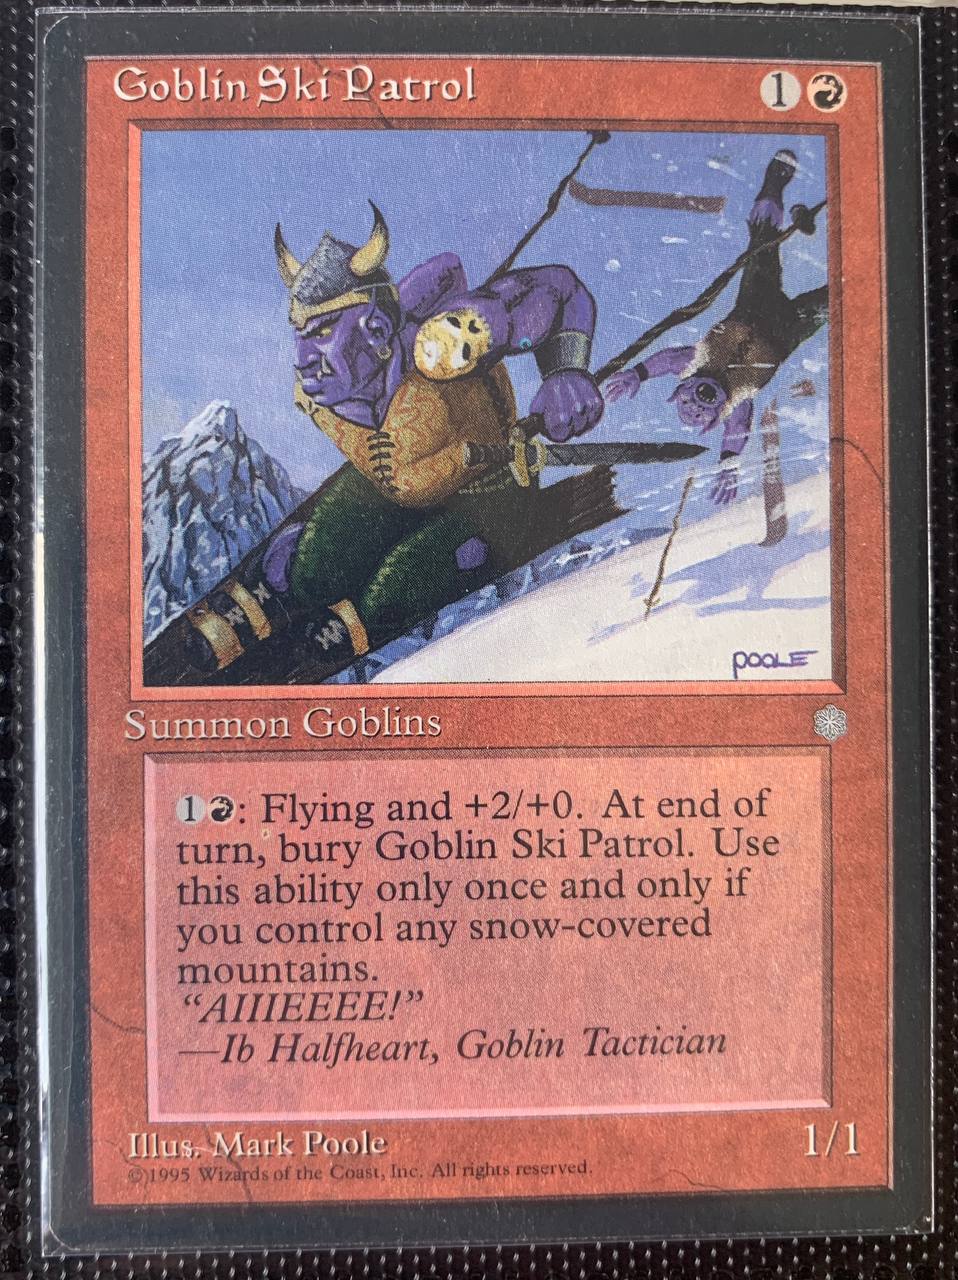 Goblin Ski Patrol 1
POOLE
Summon Goblins
1: Flying and +2/+0. At end of
turn, bury Goblin Ski Patrol. Use
this ability only once and only if
you control any snow-covered
mountains.
“AIIIEEEE!”
—Ib Halfheart, Goblin Tactician
Illus. Mark Poole 1/1
©1995 Wizards of the Coast, Inc. All rights reserved.